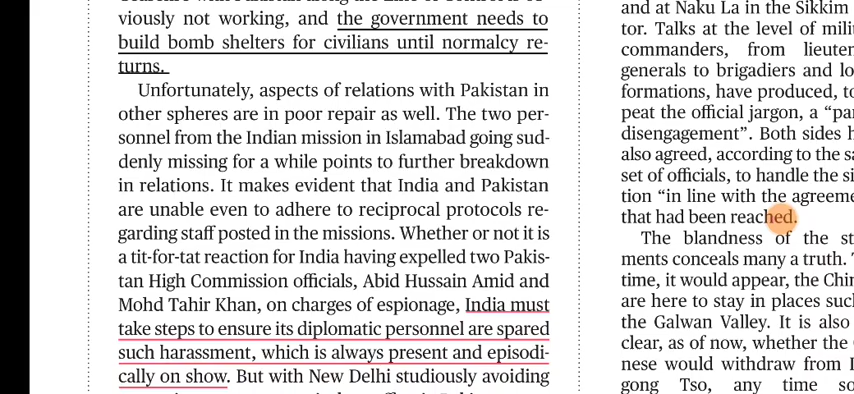 viously not working, and the government needs to
build bomb shelters for civilians until normalcy re-
turns.
Unfortunately, aspects of relations with Pakistan in
other spheres are in poor repair as well. The two per-
sonnel from the Indian mission in Islamabad going sud-
denly missing for a while points to further breakdown
in relations. It makes evident that India and Pakistan
are unable even to adhere to reciprocal protocols re-
garding staff posted in the missions. Whether or not it is
a tit-for-tat reaction for India having expelled two Pakis-
tan High Commission officials, Abid Hussain Amid and
Mohd Tahir Khan, on charges of espionage, India must
take steps to ensure its diplomatic personnel are spared
such harassment, which is always present and episodi-
cally on show. But with New Delhi studiously avoiding
and at Naku La in the Sikkim
tor. Talks at the level of
commanders, from
generals to brigadiers and
formations, have produced,
peat the official jargon, a
disengagement”. Both sides
also agreed, according to the
set of officials, to handle the
tion “in line with the
that had been reached.
The blandness of the
ments conceals many a truth.
time, it would appear, the
are here to stay in places
the Galwan Valley. It is also
clear, as of now, whether the
nese would withdraw from
gong Tso, any time